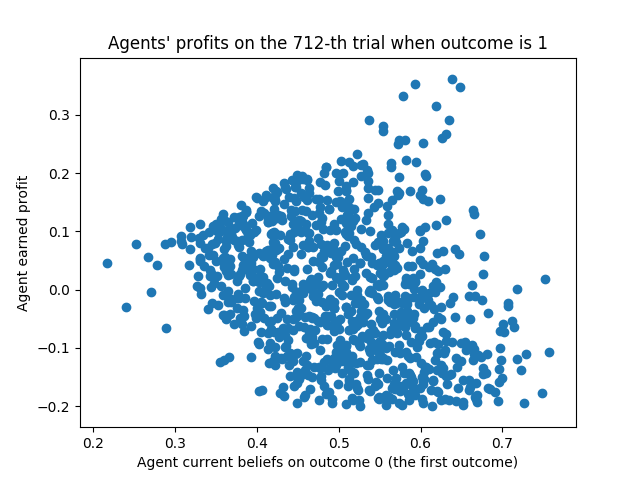 Agents' profits on the 712-th trial when outcome is 1
Agent earned profit
0.3
0.2
0.1
0.0
−0.1
−0.2
0.2 0.3 0.4 0.5 0.6 0.7
Agent current beliefs on outcome 0 (the first outcome)